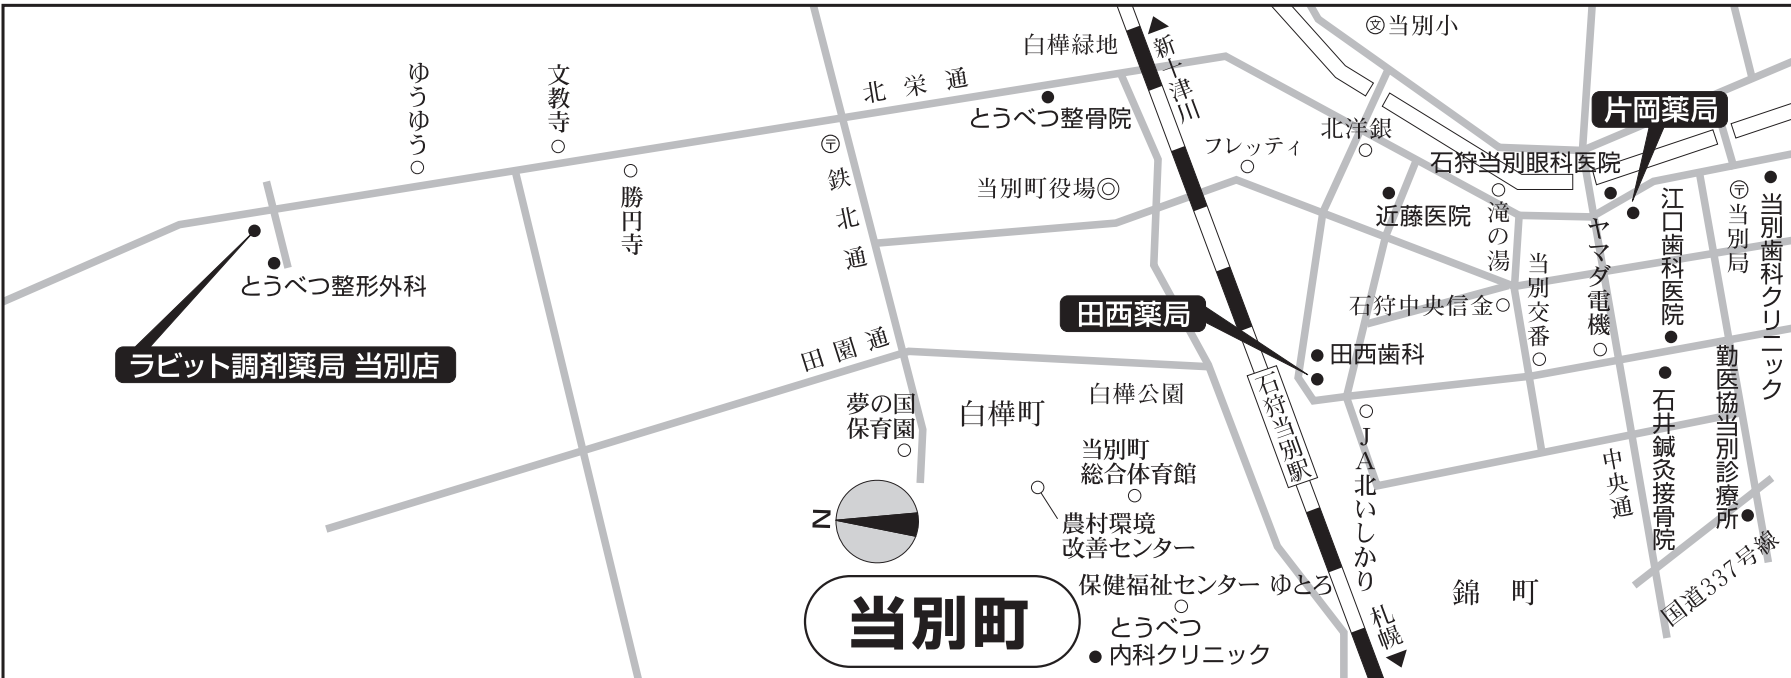 ㊫当別小
白樺緑地
新十津川
ゆうゆう
文教寺
北栄通
とうべつ整骨院
片岡薬局
北洋銀
フレッティ
〒
鉄北通
勝円寺
当別町役場
石狩当別眼科医院
近藤医院
滝の湯
江口歯科医院
〒当別局
当別歯科クリニック
ヤマダ電機
当別交番
とうべつ整形外科
石狩中央信金
田西薬局
田西歯科
ラビット調剤薬局 当別店
田園通
石狩当別駅
夢の国
保育園
白樺町
白樺公園
当別町
総合体育館
JA北いしかり
石井鍼灸接骨院
勤医協当別診療所
中央通
N
農村環境
改善センター
国道337号線
保健福祉センター ゆとろ
錦町
当別町
とうべつ
内科クリニック
札幌